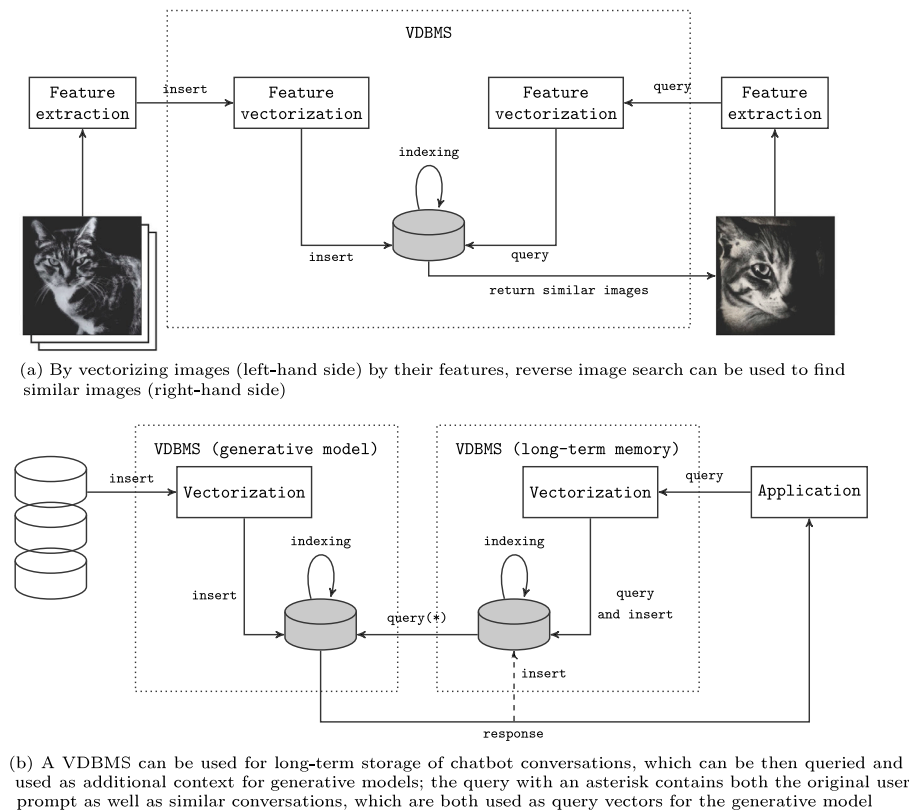 VDBMS
Feature
extraction
insert
Feature
vectorization
Feature
vectorization
query
Feature
extraction
indexing
insert
query
return similar images
(a) By vectorizing images (left-hand side) by their features, reverse image search can be used to find
similar images (right-hand side)
VDBMS (generative model)
VDBMS (long-term memory)
insert
Vectorization
Vectorization
query
Application
indexing
indexing
insert
query(*)
query
and insert
insert
response
(b) A VDBMS can be used for long-term storage of chatbot conversations, which can be then queried and
used as additional context for generative models; the query with an asterisk contains both the original user
prompt as well as similar conversations, which are both used as query vectors for the generative model